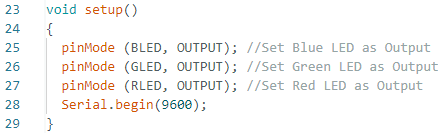 23 void setup()
24 {
25 pinMode (BLED, OUTPUT); //Set Blue LED as Output
26 pinMode (GLED, OUTPUT); //Set Green LED as Output
27 pinMode (RLED, OUTPUT); //Set Red LED as Output
28 Serial.begin(9600);
29 }